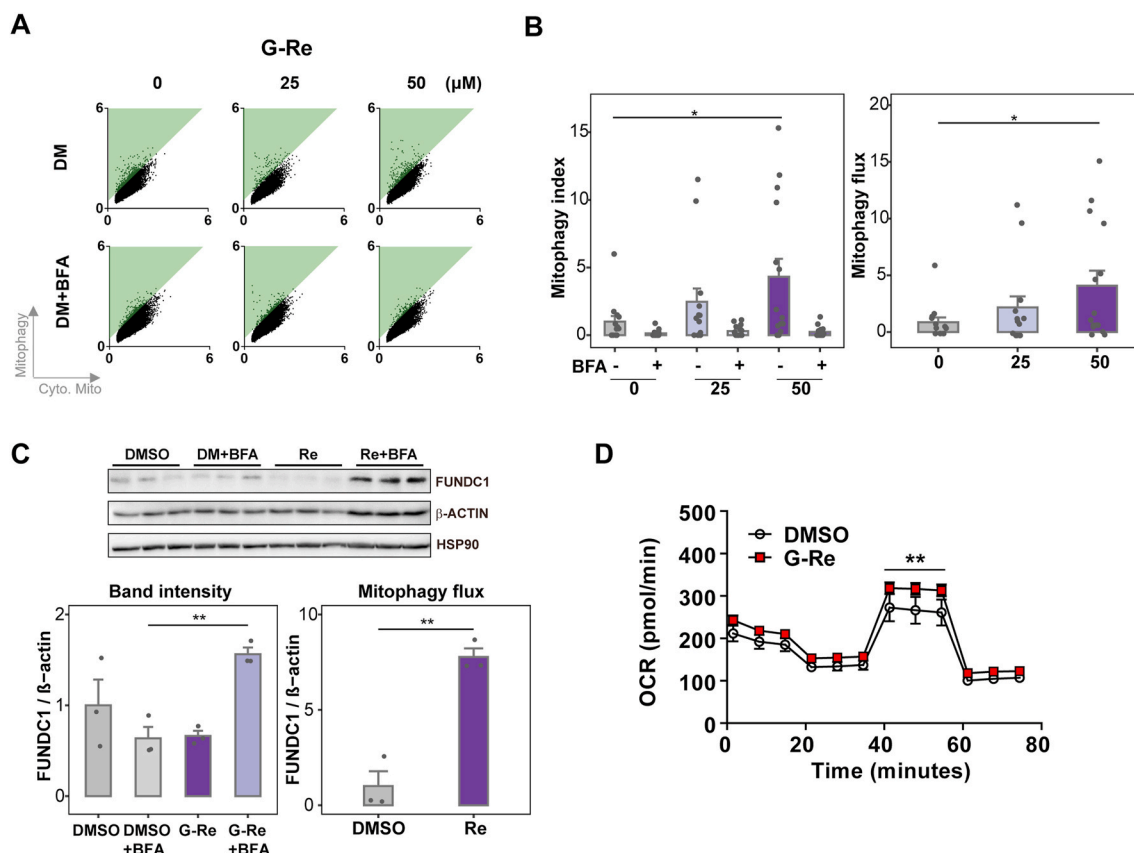 A
G-Re
0 25 50 (μM)
DM
6 6 6
0 0 0
0 6 0 6 0 6
DM+BFA
6 6 6
0 0 0
0 6 0 6 0 6
Mitophagy
Cyto. Mito
B
Mitophagy index
15
10
5
0
*
BFA - + - + - +
0 25 50
Mitophagy flux
20
15
10
5
0
*
0 25 50
C
DMSO DM+BFA Re Re+BFA
FUNDC1
β-ACTIN
HSP90
Band intensity
FUNDC1 / ß−actin
2
1
0
**
DMSO DMSO G-Re G-Re
+BFA +BFA
Mitophagy flux
FUNDC1 / ß−actin
10
5
0
**
DMSO Re
D
OCR (pmol/min)
500
400
300
200
100
0
DMSO
G-Re
**
0 20 40 60 80
Time (minutes)